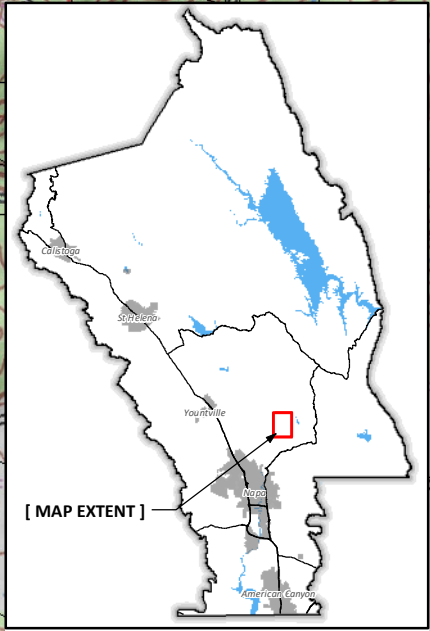 Calistoga
St Helena
Yountville
Napa
[ MAP EXTENT ]
American Canyon